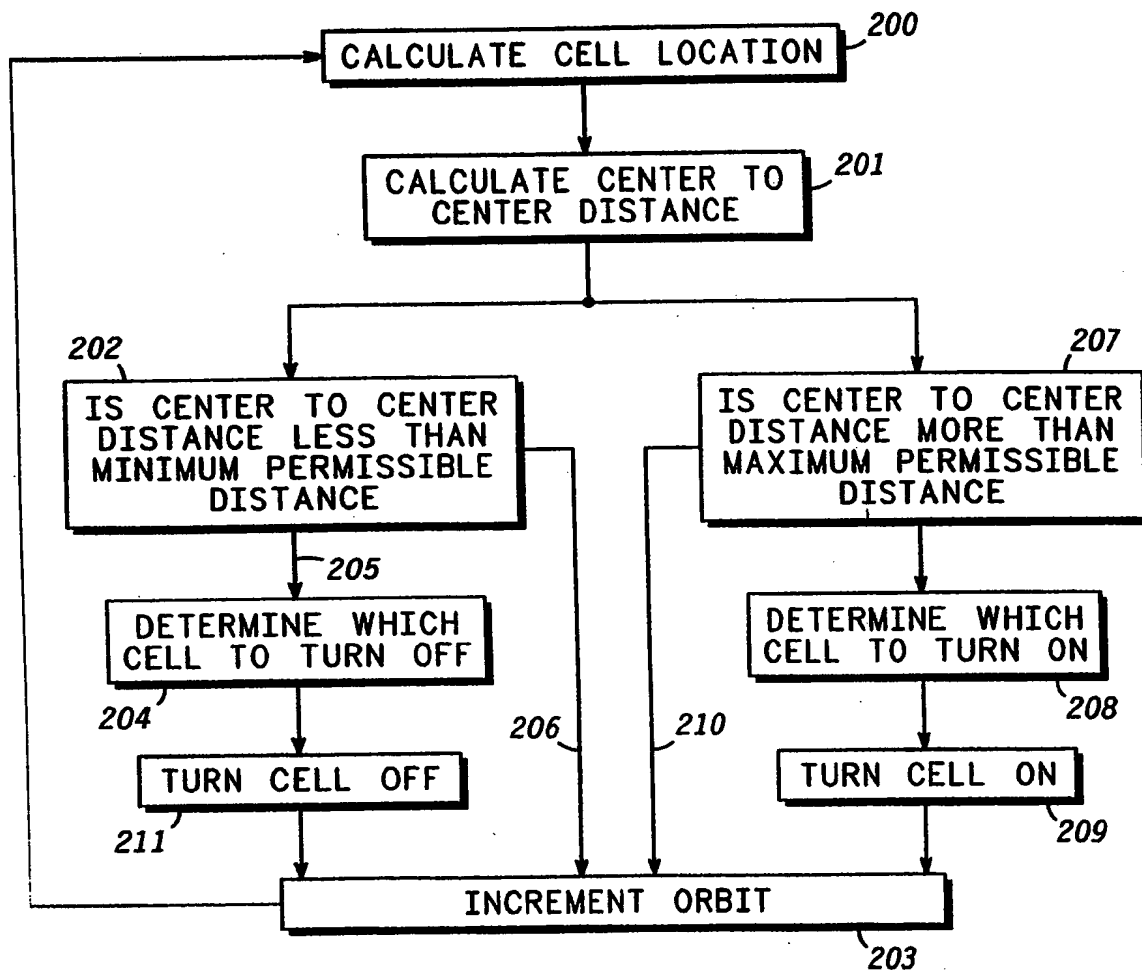 200
CALCULATE CELL LOCATION
201
CALCULATE CENTER TO
CENTER DISTANCE
202
IS CENTER TO CENTER
DISTANCE LESS THAN
MINIMUM PERMISSIBLE
DISTANCE
207
IS CENTER TO CENTER
DISTANCE MORE THAN
MAXIMUM PERMISSIBLE
DISTANCE
205
DETERMINE WHICH
CELL TO TURN OFF
204
DETERMINE WHICH
CELL TO TURN ON
208
206
210
TURN CELL OFF
211
TURN CELL ON
209
INCREMENT ORBIT
203